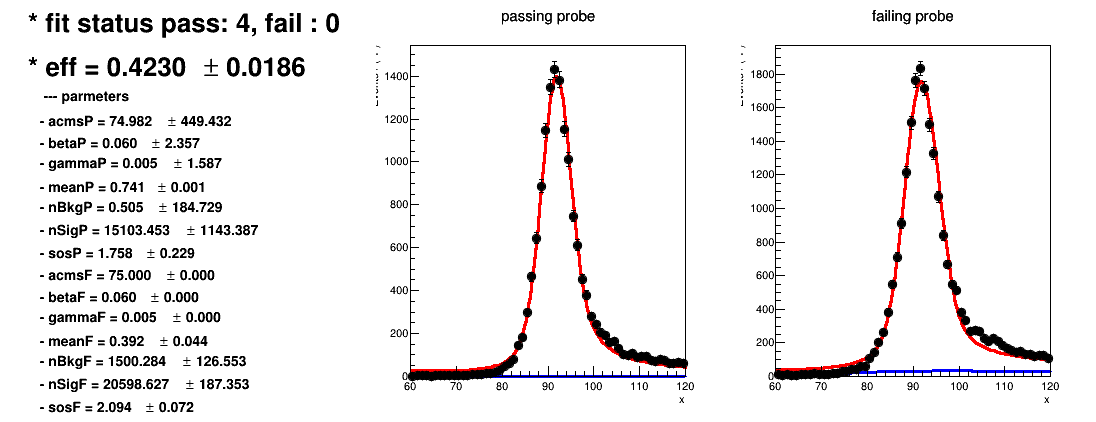 * fit status pass: 4, fail : 0
* eff = 0.4230 ± 0.0186
--- parmeters
- acmsP = 74.982 ± 449.432
- betaP = 0.060 ± 2.357
- gammaP = 0.005 ± 1.587
- meanP = 0.741 ± 0.001
- nBkgP = 0.505 ± 184.729
- nSigP = 15103.453 ± 1143.387
- sosP = 1.758 ± 0.229
- acmsF = 75.000 ± 0.000
- betaF = 0.060 ± 0.000
- gammaF = 0.005 ± 0.000
- meanF = 0.392 ± 0.044
- nBkgF = 1500.284 ± 126.553
- nSigF = 20598.627 ± 187.353
- sosF = 2.094 ± 0.072
passing probe
1400
1200
1000
800
600
400
200
0
60 70 80 90 100 110 120
x
failing probe
1800
1600
1400
1200
1000
800
600
400
200
0
60 70 80 90 100 110 120
x